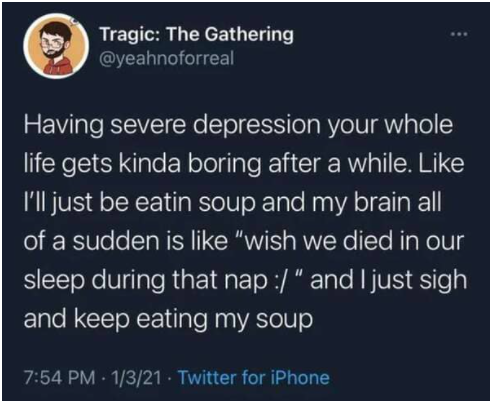 Tragic: The Gathering
@yeahnoforreal
Having severe depression your whole
life gets kinda boring after a while. Like
I'll just be eatin soup and my brain all
of a sudden is like "wish we died in our
sleep during that nap :/ " and I just sigh
and keep eating my soup
7:54 PM · 1/3/21 · Twitter for iPhone